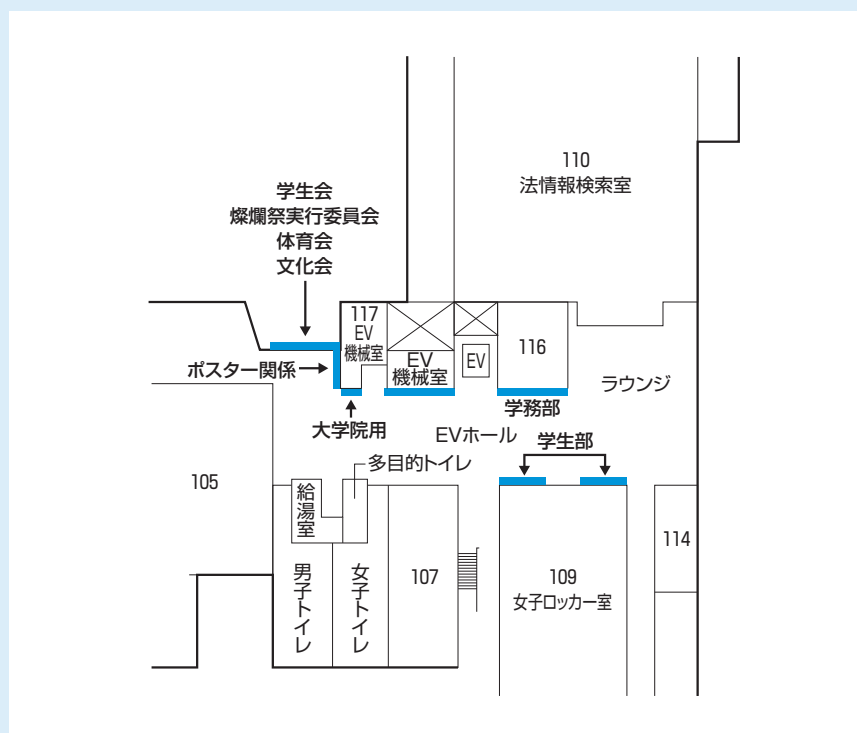 110
法情報検索室
学生会
燦爛祭実行委員会
体育会
文化会
117
EV
機械室
EV
機械室
EV
116
ポスター関係
ラウンジ
学務部
大学院用
EVホール
学生部
多目的トイレ
105
給湯室
男子トイレ
女子トイレ
107
109
女子ロッカー室
114